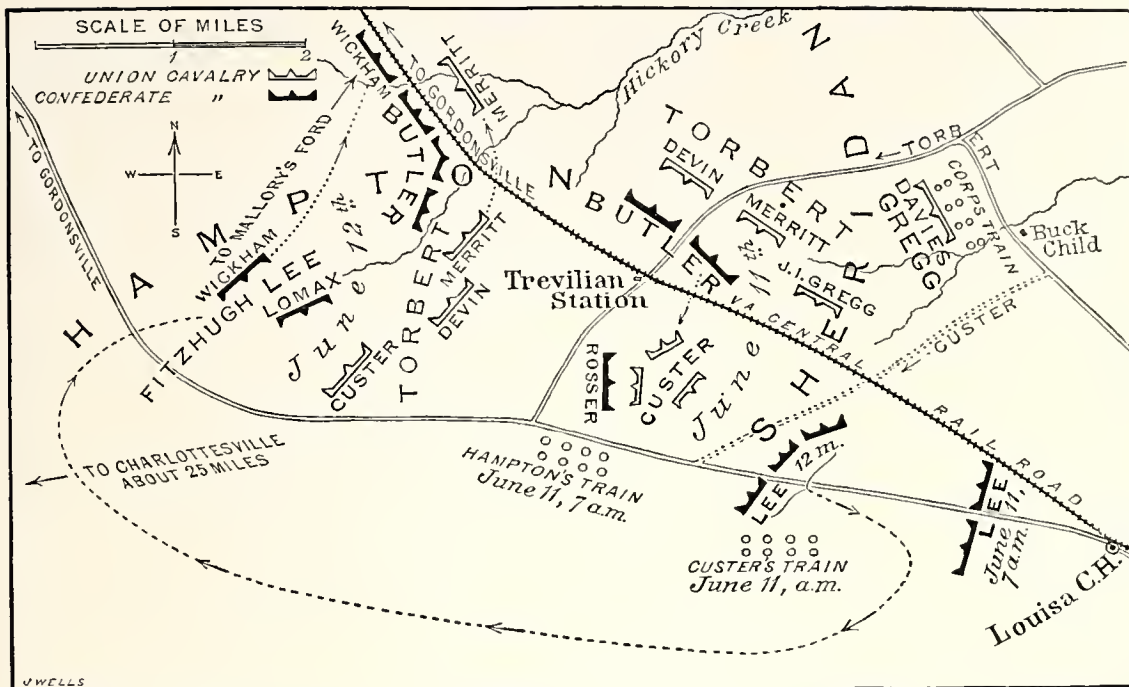 SCALE OF MILES
1 2
UNION CAVALRY
CONFEDERATE "
N
W E
S
TO GORDONSVILLE
TO MALLORY'S FORD
WICKHAM
TO GORDONSVILLE
MERRITT
Hickory Creek
HAMPTON
SHERIDAN
BUTLER
June 12th
WICKHAM
FITZHUGH LEE
LOMAX
CUSTER
TORBERT
MERRITT
DEVIN
TORBERT
DEVIN
MERRITT
BUTLER
June 11th
J.I. GREGG
TORBERT
DAVIES
GREGG
CORPS TRAIN
Buck
Child
Trevilian
Station
VA. CENTRAL RAIL ROAD
CUSTER
ROSSER
CUSTER
TO CHARLOTTESVILLE
ABOUT 25 MILES
HAMPTON'S TRAIN
June 11, 7 a.m.
LEE
12 m.
CUSTER'S TRAIN
June 11, a.m.
LEE
June 11,
7 a.m.
Louisa C.H.
J WELLS